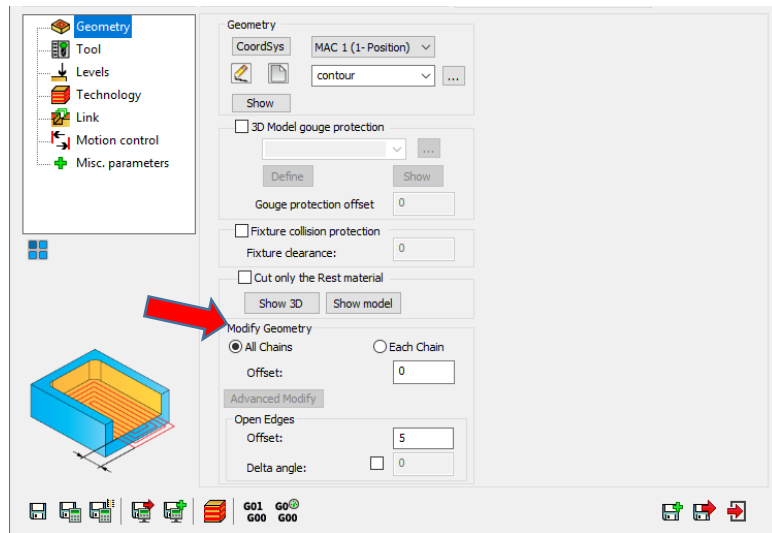 Geometry
Tool
Levels
Technology
Link
Motion control
Misc. parameters
Geometry
CoordSys MAC 1 (1- Position)
contour ...
Show
3D Model gouge protection
...
Define Show
Gouge protection offset 0
Fixture collision protection
Fixture clearance: 0
Cut only the Rest material
Show 3D Show model
Modify Geometry
All Chains Each Chain
Offset: 0
Advanced Modify
Open Edges
Offset: 5
Delta angle: 0
G01 G0
G00 G00